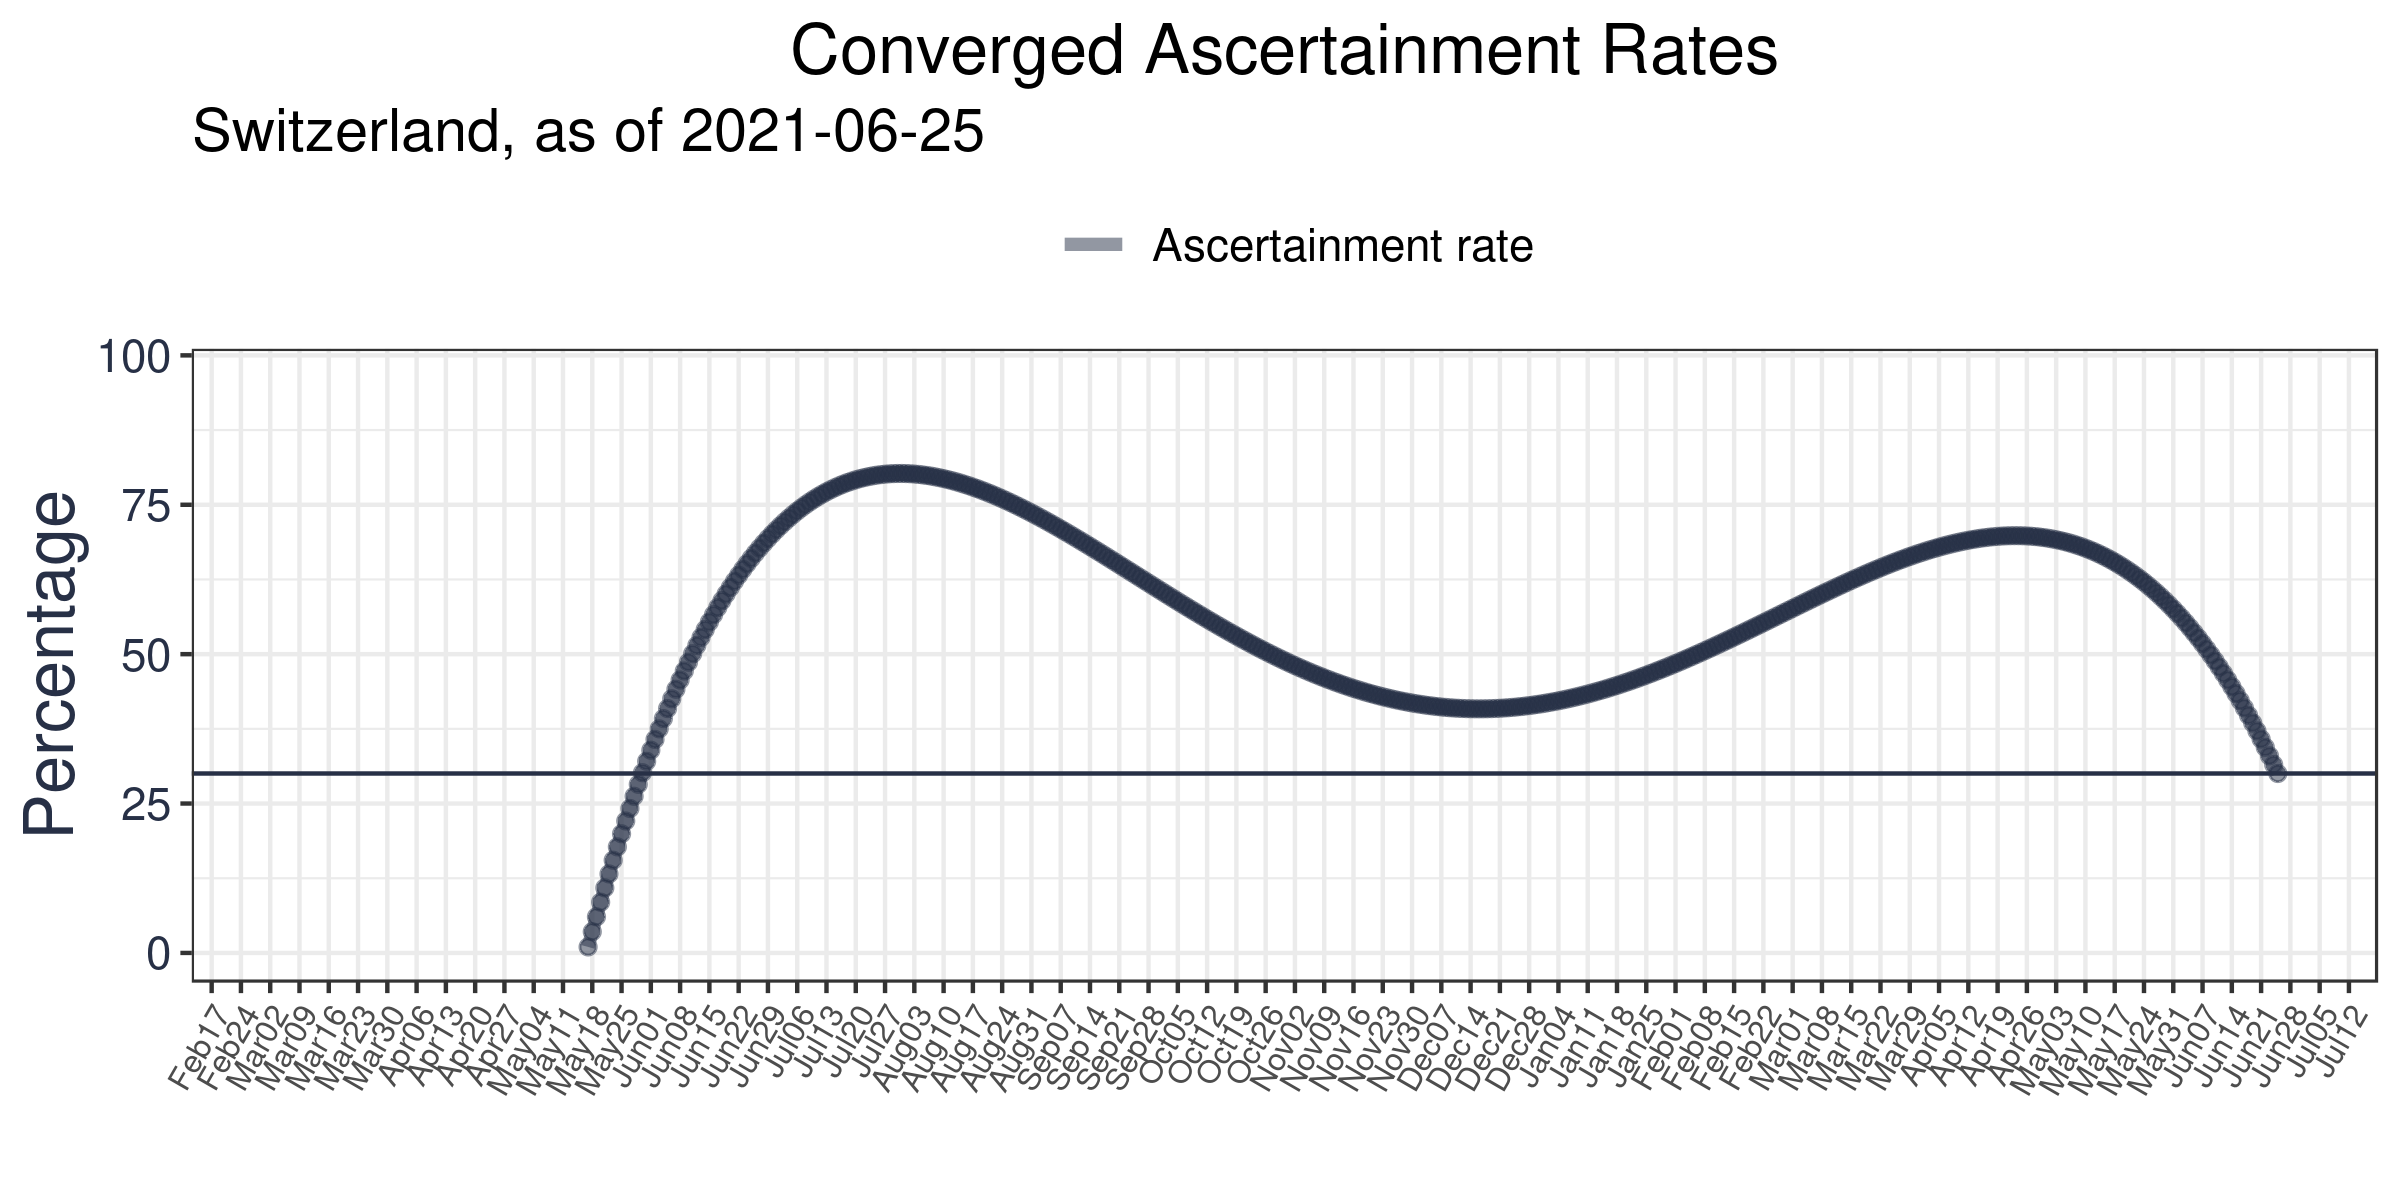 Converged Ascertainment Rates
Switzerland, as of 2021-06-25
Ascertainment rate
Percentage
100
75
50
25
0
Feb17 Feb24 Mar02 Mar09 Mar16 Mar23 Mar30 Apr06 Apr13 Apr20 Apr27 May04 May11 May18 May25 Jun01 Jun08 Jun15 Jun22 Jun29 Jul06 Jul13 Jul20 Jul27 Aug03 Aug10 Aug17 Aug24 Aug31 Sep07 Sep14 Sep21 Sep28 Oct05 Oct12 Oct19 Oct26 Nov02 Nov09 Nov16 Nov23 Nov30 Dec07 Dec14 Dec21 Dec28 Jan04 Jan11 Jan18 Jan25 Feb01 Feb08 Feb15 Feb22 Mar01 Mar08 Mar15 Mar22 Mar29 Apr05 Apr12 Apr19 Apr26 May03 May10 May17 May24 May31 Jun07 Jun14 Jun21 Jun28 Jul05 Jul12